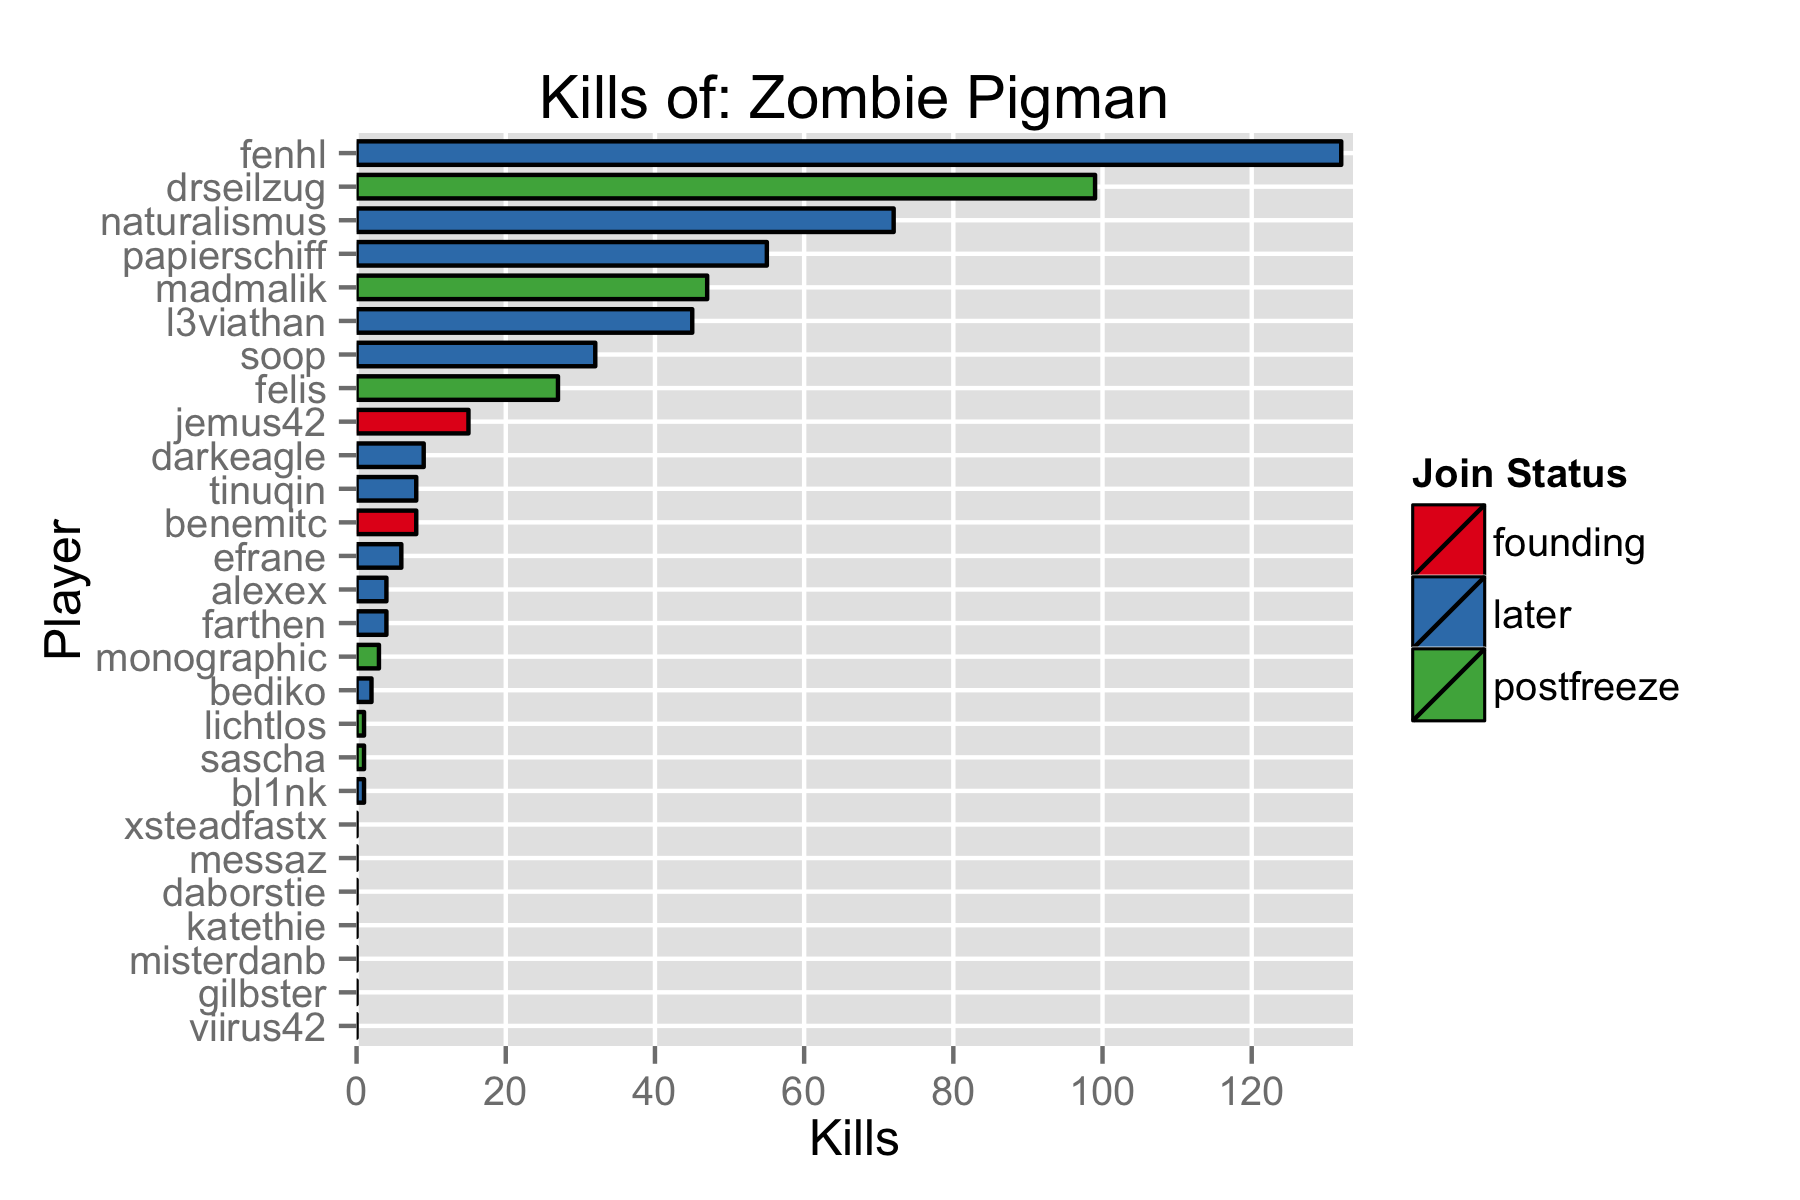 Kills of: Zombie Pigman
fenhl
drseilzug
naturalismus
papierschiff
madmalik
l3viathan
soop
felis
jemus42
darkeagle
tinuqin
benemitc
efrane
alexex
farthen
monographic
bediko
lichtlos
sascha
bl1nk
xsteadfastx
messaz
daborstie
katethie
misterdanb
gilbster
viirus42
Player
0 20 40 60 80 100 120
Kills
Join Status
founding
later
postfreeze